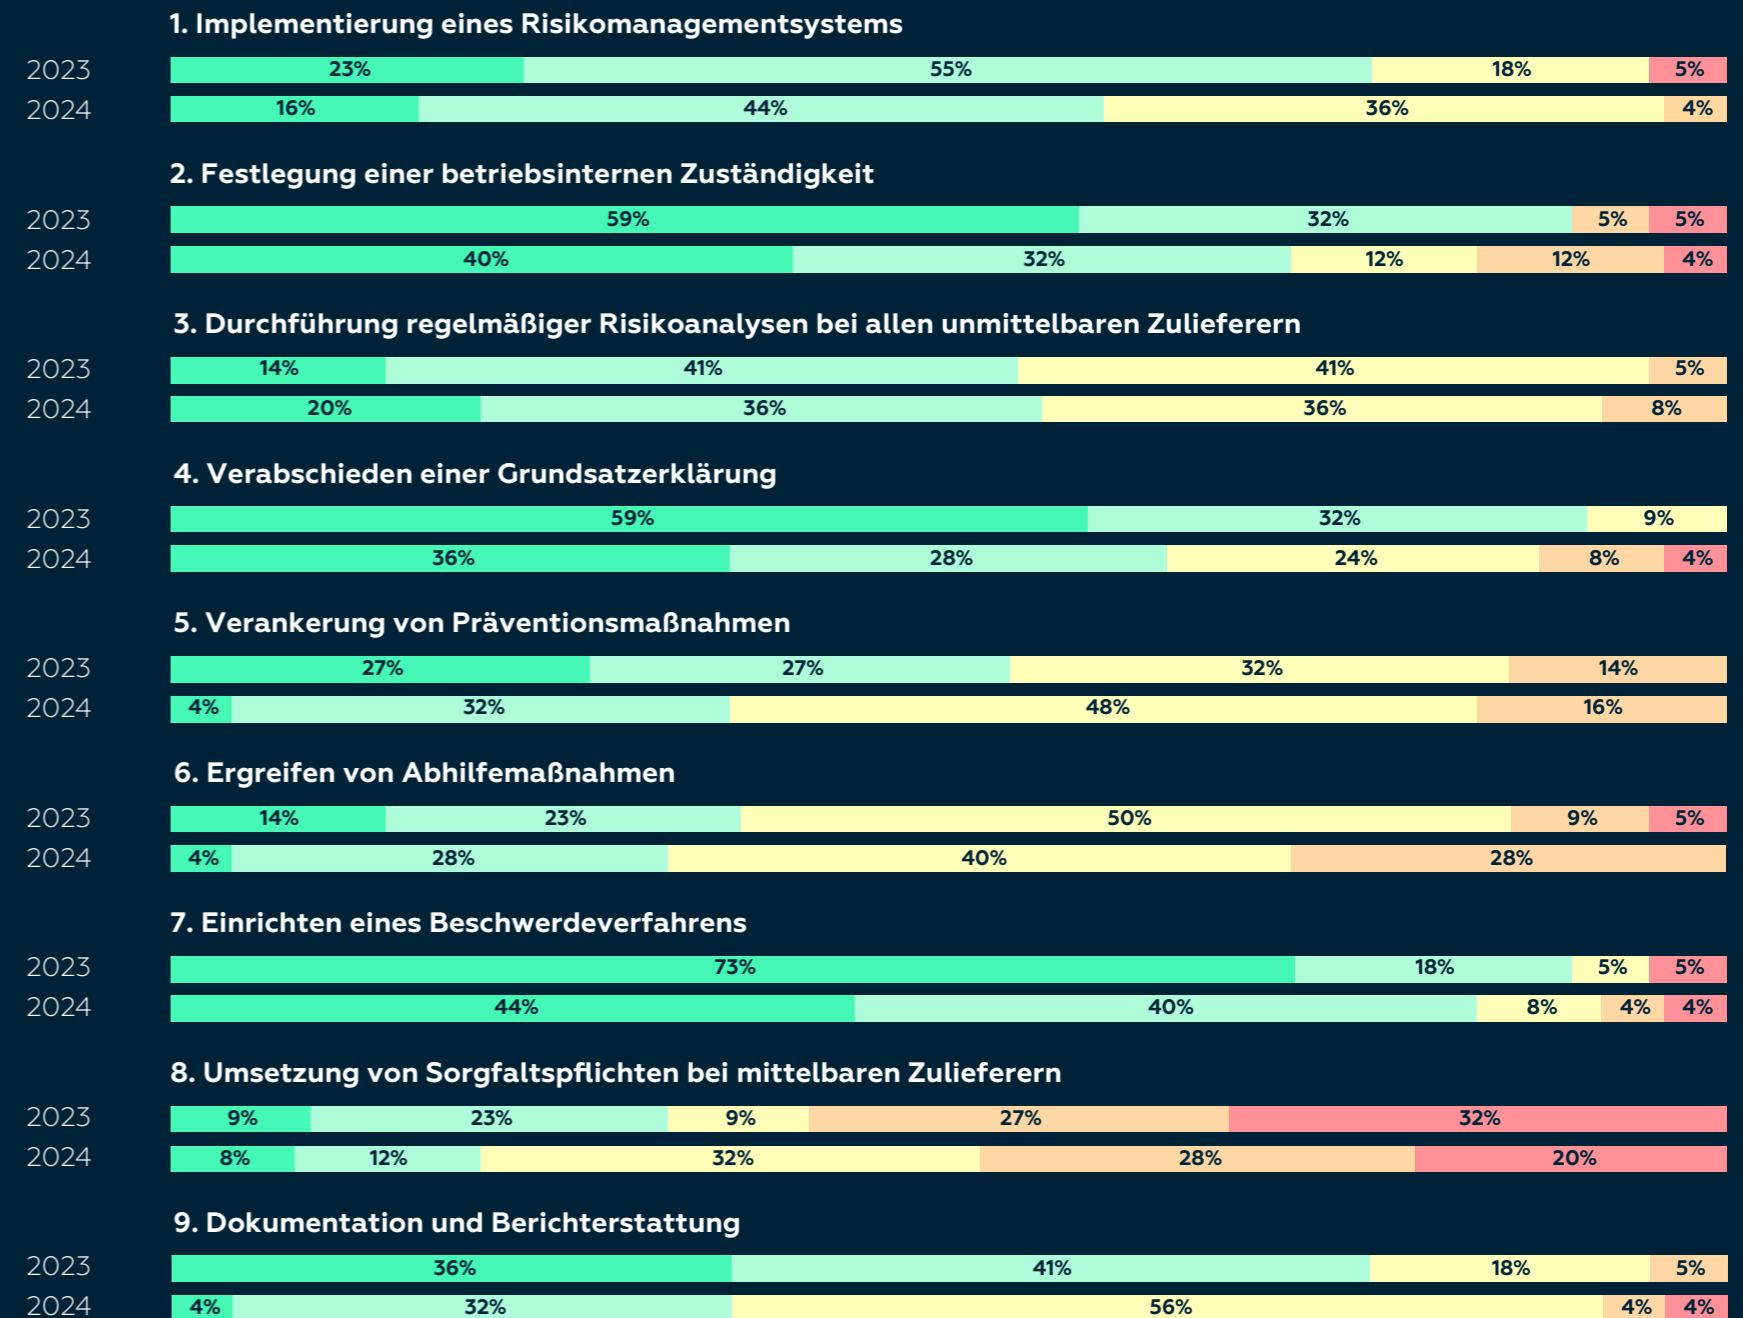 1. Implementierung eines Risikomanagementsystems
2023 23% 55% 18% 5%
2024 16% 44% 36% 4%
2. Festlegung einer betriebsinternen Zuständigkeit
2023 59% 32% 5% 5%
2024 40% 32% 12% 12% 4%
3. Durchführung regelmäßiger Risikoanalysen bei allen unmittelbaren Zulieferern
2023 14% 41% 41% 5%
2024 20% 36% 36% 8%
4. Verabschieden einer Grundsatzerklärung
2023 59% 32% 9%
2024 36% 28% 24% 8% 4%
5. Verankerung von Präventionsmaßnahmen
2023 27% 27% 32% 14%
2024 4% 32% 48% 16%
6. Ergreifen von Abhilfemaßnahmen
2023 14% 23% 50% 9% 5%
2024 4% 28% 40% 28%
7. Einrichten eines Beschwerdeverfahrens
2023 73% 18% 5% 5%
2024 44% 40% 8% 4% 4%
8. Umsetzung von Sorgfaltspflichten bei mittelbaren Zulieferern
2023 9% 23% 9% 27% 32%
2024 8% 12% 32% 28% 20%
9. Dokumentation und Berichterstattung
2023 36% 41% 18% 5%
2024 4% 32% 56% 4% 4%